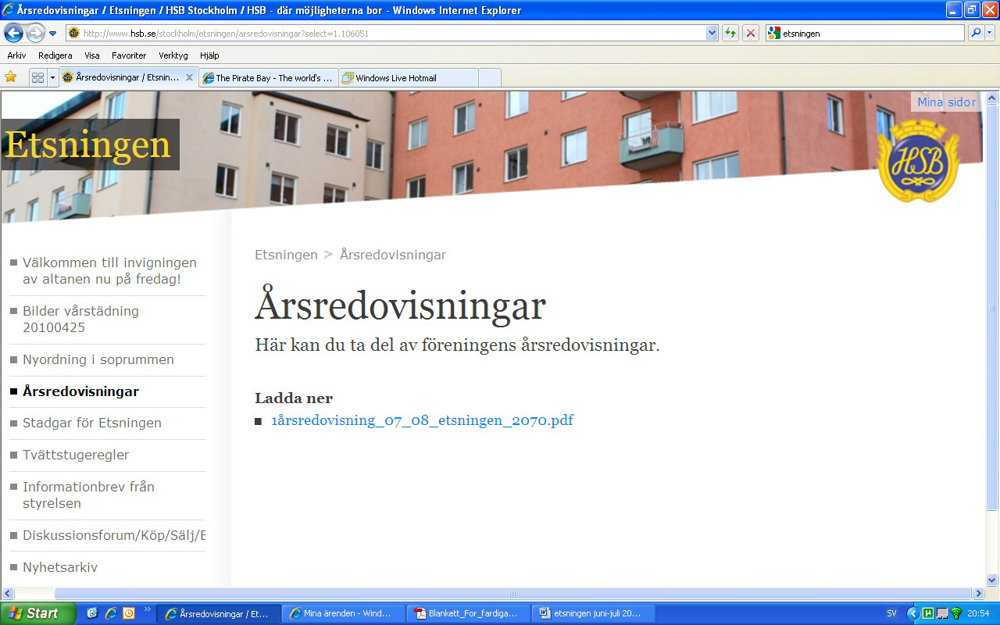 Årsredovisningar / Etsningen / HSB Stockholm / HSB - där möjligheterna bor - Windows Internet Explorer
http://www.hsb.se/stockholm/etsningen/arsredovisningar?select=1.106051
etsningen
Arkiv Redigera Visa Favoriter Verktyg Hjälp
Årsredovisningar / Etsnin... The Pirate Bay - The world's ... Windows Live Hotmail
Mina sidor
Etsningen
HSB
Etsningen > Årsredovisningar
Välkommen till invigningen
av altanen nu på fredag!
Bilder vårstädning
20100425
Nyordning i soprummen
Årsredovisningar
Stadgar för Etsningen
Tvättstugeregler
Informationbrev från
styrelsen
Diskussionsforum/Köp/Sälj/B
Nyhetsarkiv
Årsredovisningar
Här kan du ta del av föreningens årsredovisningar.
Ladda ner
1årsredovisning_07_08_etsningen_2070.pdf
Start Årsredovisningar / Et... Mina ärenden - Wind... Blankett_For_fardiga... etsningen juni-juli 20... SV 20:54